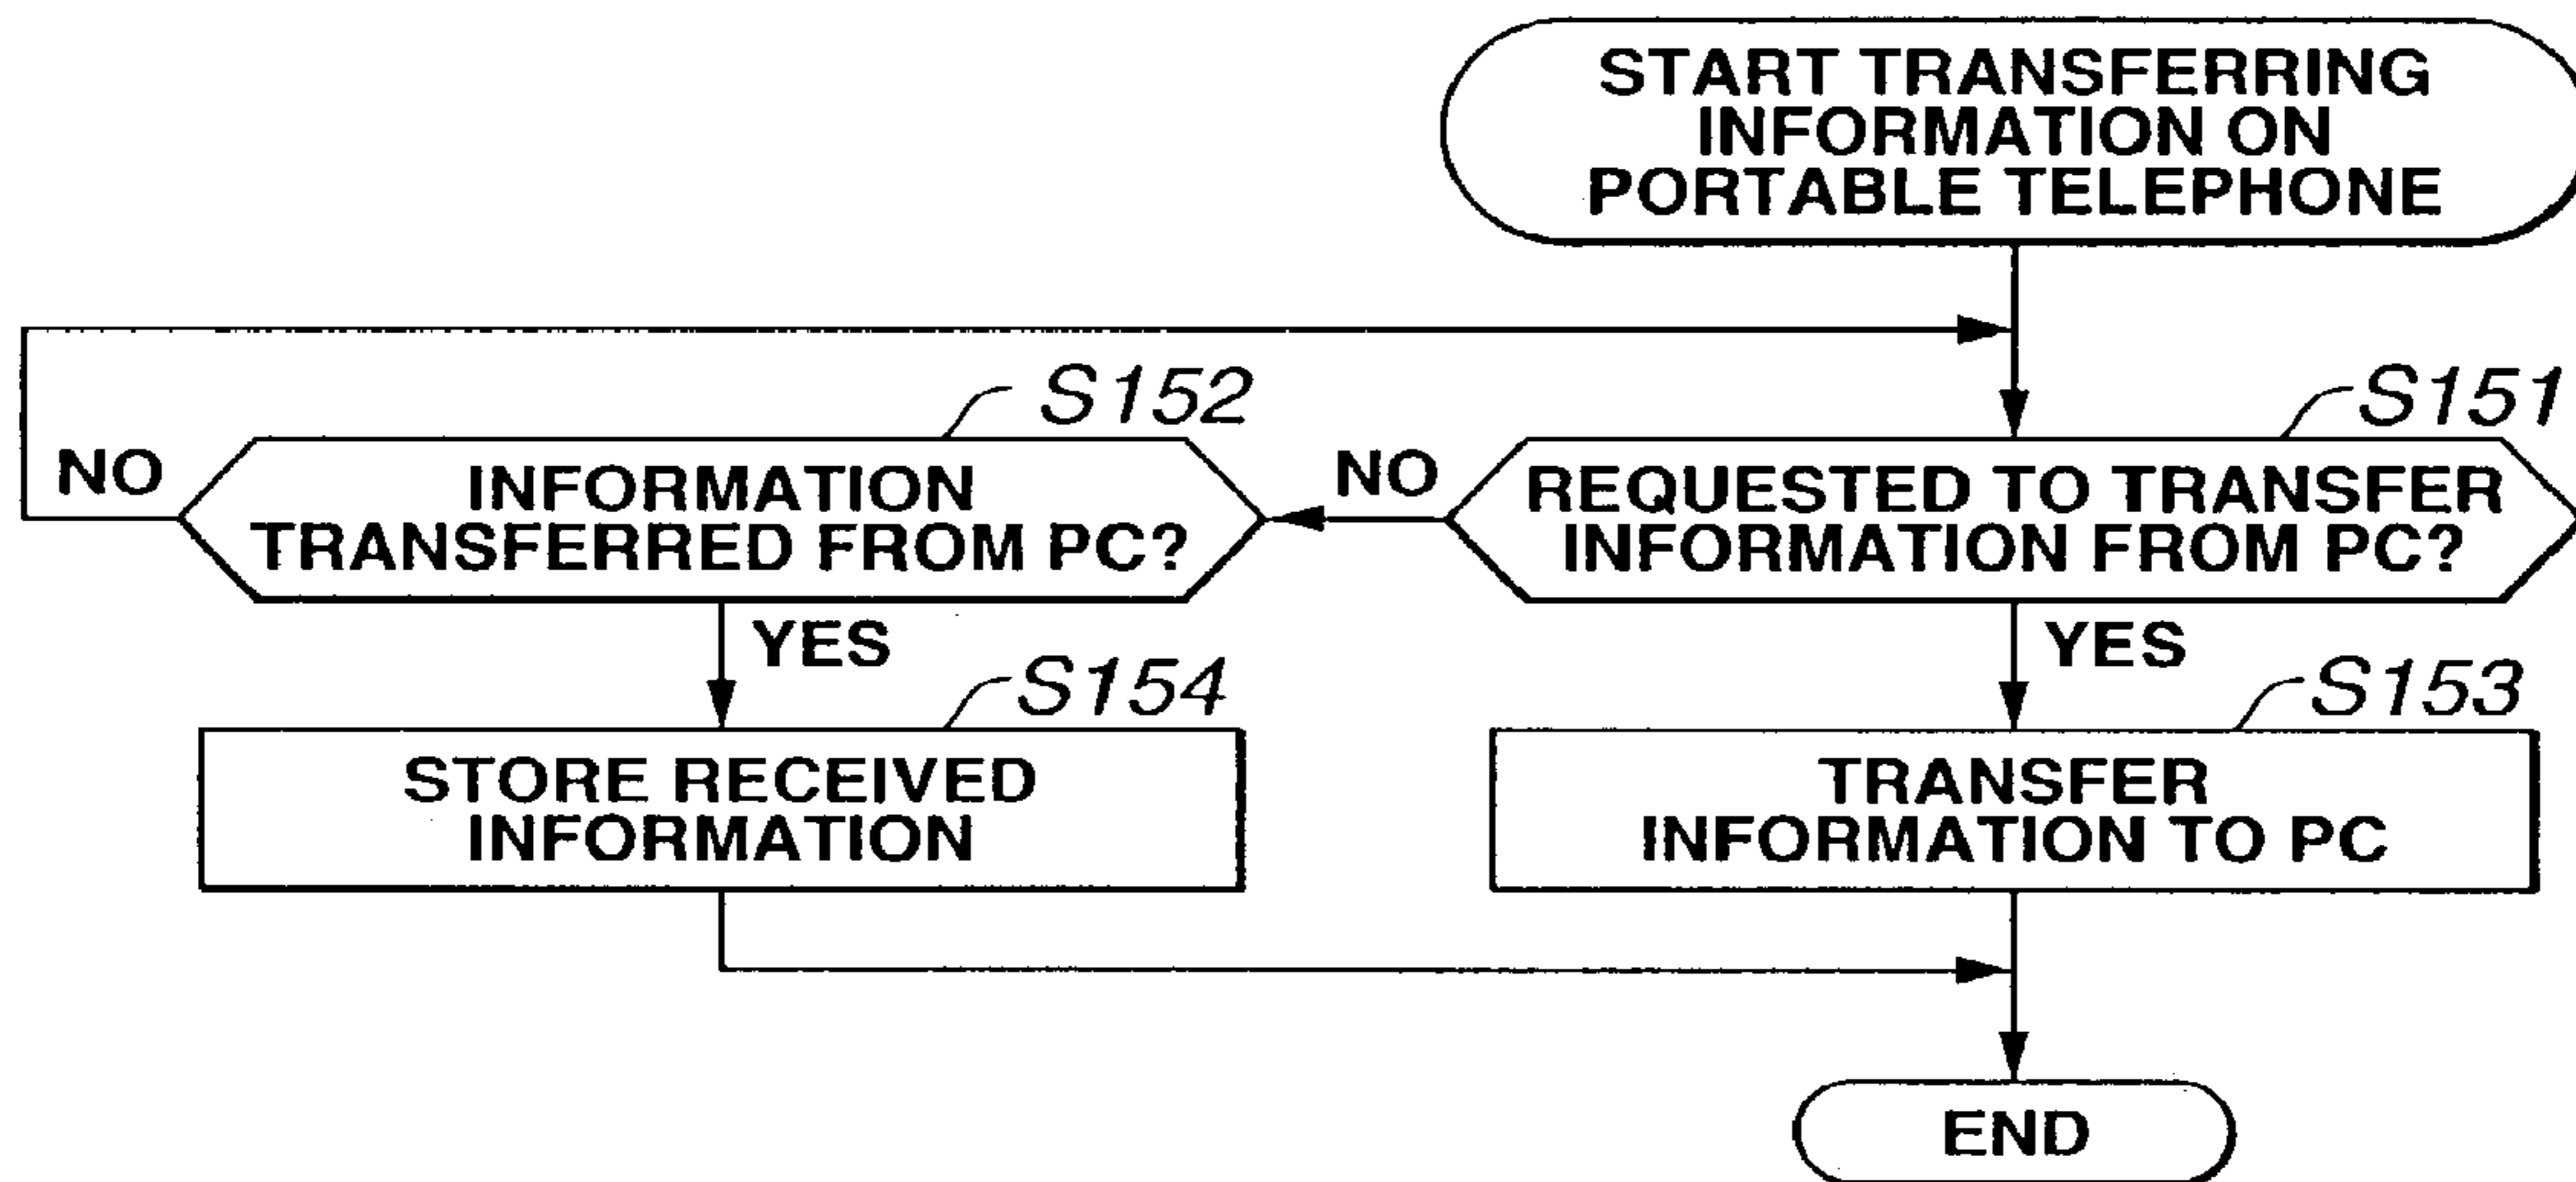 START TRANSFERRING
INFORMATION ON
PORTABLE TELEPHONE
S152
S151
NO
INFORMATION
TRANSFERRED FROM PC?
NO
REQUESTED TO TRANSFER
INFORMATION FROM PC?
YES
YES
S154
S153
STORE RECEIVED
INFORMATION
TRANSFER
INFORMATION TO PC
END